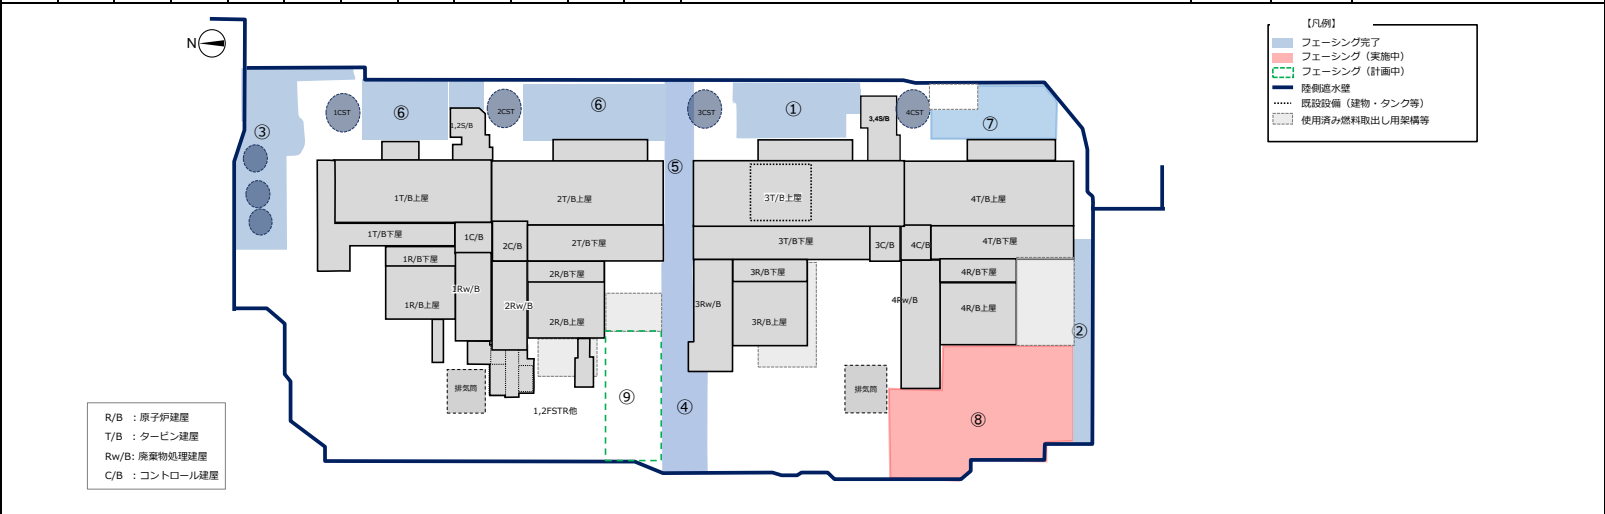 N
【凡例】
フェーシング完了
フェーシング（実施中）
フェーシング（計画中）
陸側遮水壁
既設設備（建物・タンク等）
使用済み燃料取出し用架構等
1CST
⑥
1,2S/B
2CST
⑥
3CST
①
3,4S/B
4CST
⑦
③
⑤
1T/B上屋
2T/B上屋
3T/B上屋
4T/B上屋
1T/B下屋
1C/B
2C/B
2T/B下屋
3T/B下屋
3C/B
4C/B
4T/B下屋
1R/B下屋
2R/B下屋
3R/B下屋
4R/B下屋
1Rw/B
2Rw/B
3Rw/B
4Rw/B
1R/B上屋
2R/B上屋
3R/B上屋
4R/B上屋
②
排気筒
排気筒
1,2FSTR他
⑨
④
⑧
R/B ：原子炉建屋
T/B ：タービン建屋
Rw/B：廃棄物処理建屋
C/B ：コントロール建屋